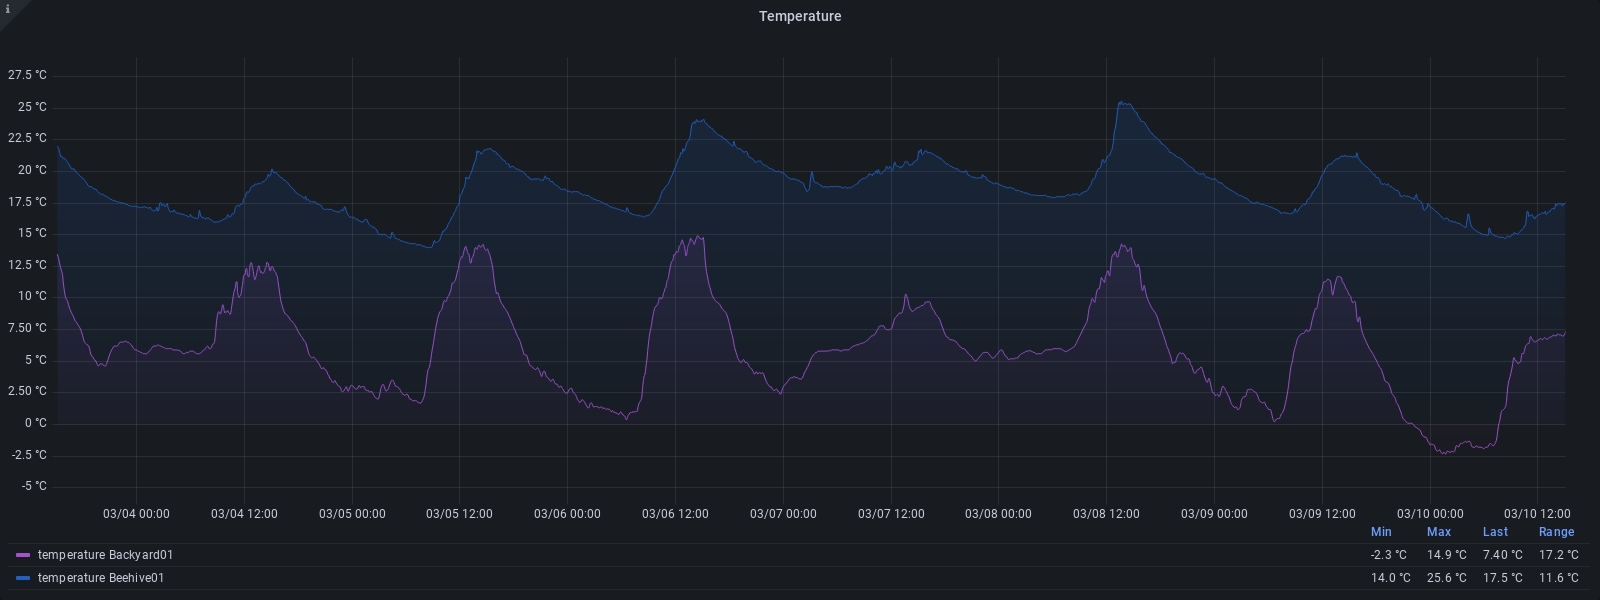 i
Temperature
27.5 °C
25 °C
22.5 °C
20 °C
17.5 °C
15 °C
12.5 °C
10 °C
7.50 °C
5 °C
2.50 °C
0 °C
-2.5 °C
-5 °C
03/04 00:00 03/04 12:00 03/05 00:00 03/05 12:00 03/06 00:00 03/06 12:00 03/07 00:00 03/07 12:00 03/08 00:00 03/08 12:00 03/09 00:00 03/09 12:00 03/10 00:00 03/10 12:00
Min Max Last Range
temperature Backyard01 -2.3 °C 14.9 °C 7.40 °C 17.2 °C
temperature Beehive01 14.0 °C 25.6 °C 17.5 °C 11.6 °C